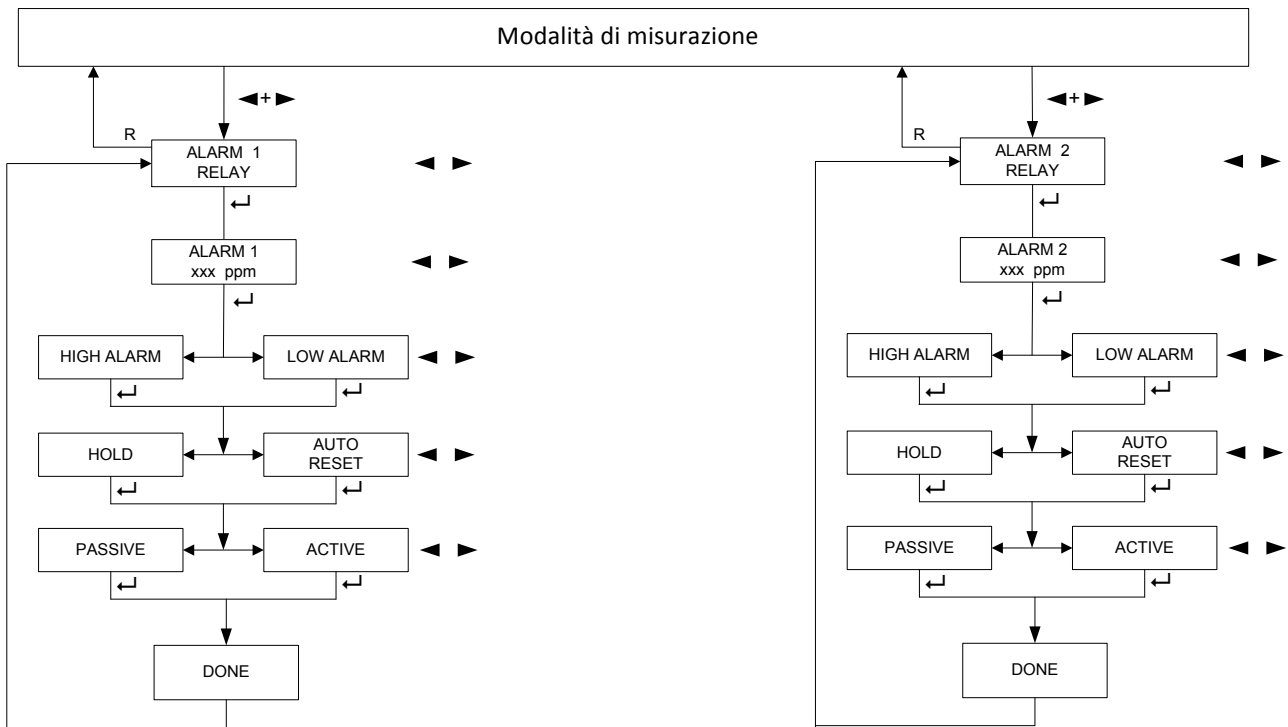 Modalità di misurazione
◄+►
R
ALARM 1
RELAY
◄ ►
↵
ALARM 1
xxx ppm
◄ ►
↵
HIGH ALARM
LOW ALARM
◄ ►
↵
↵
HOLD
AUTO
RESET
◄ ►
↵
↵
PASSIVE
ACTIVE
◄ ►
↵
↵
DONE
◄+►
R
ALARM 2
RELAY
◄ ►
↵
ALARM 2
xxx ppm
◄ ►
↵
HIGH ALARM
LOW ALARM
◄ ►
↵
↵
HOLD
AUTO
RESET
◄ ►
↵
↵
PASSIVE
ACTIVE
◄ ►
↵
↵
DONE